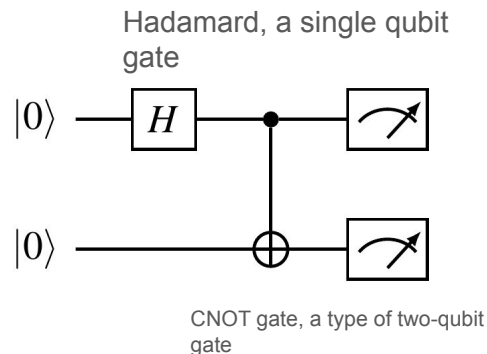 Hadamard, a single qubit
gate
|0⟩ H
|0⟩
CNOT gate, a type of two-qubit
gate